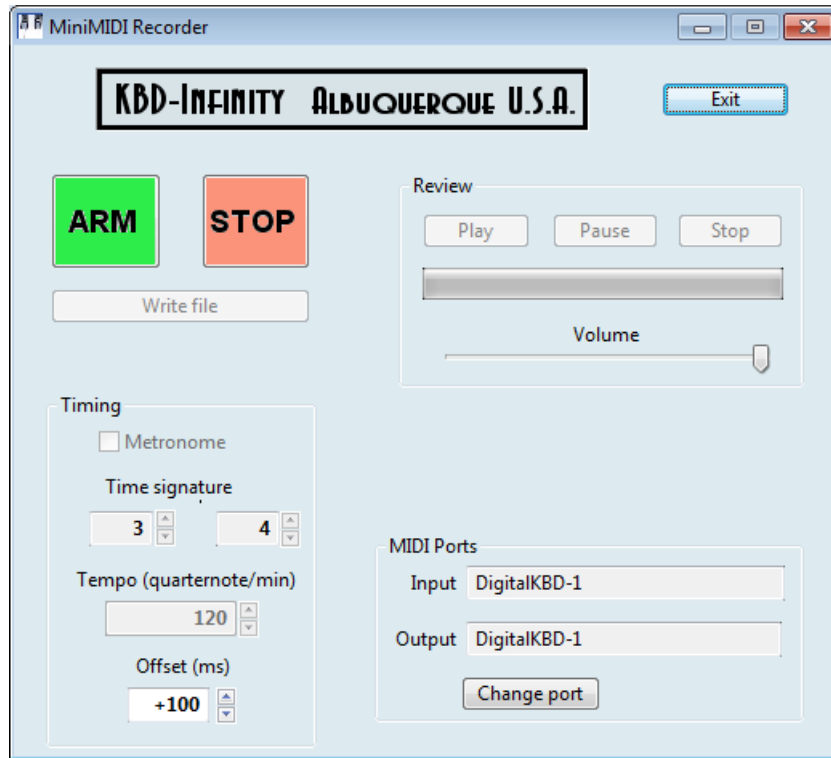 MiniMIDI Recorder
KBD-Infinity Albuquerque U.S.A.
Exit
ARM
STOP
Write file
Review
Play
Pause
Stop
Volume
Timing
Metronome
Time signature
3
4
Tempo (quarternote/min)
120
Offset (ms)
+100
MIDI Ports
Input DigitalKBD-1
Output DigitalKBD-1
Change port